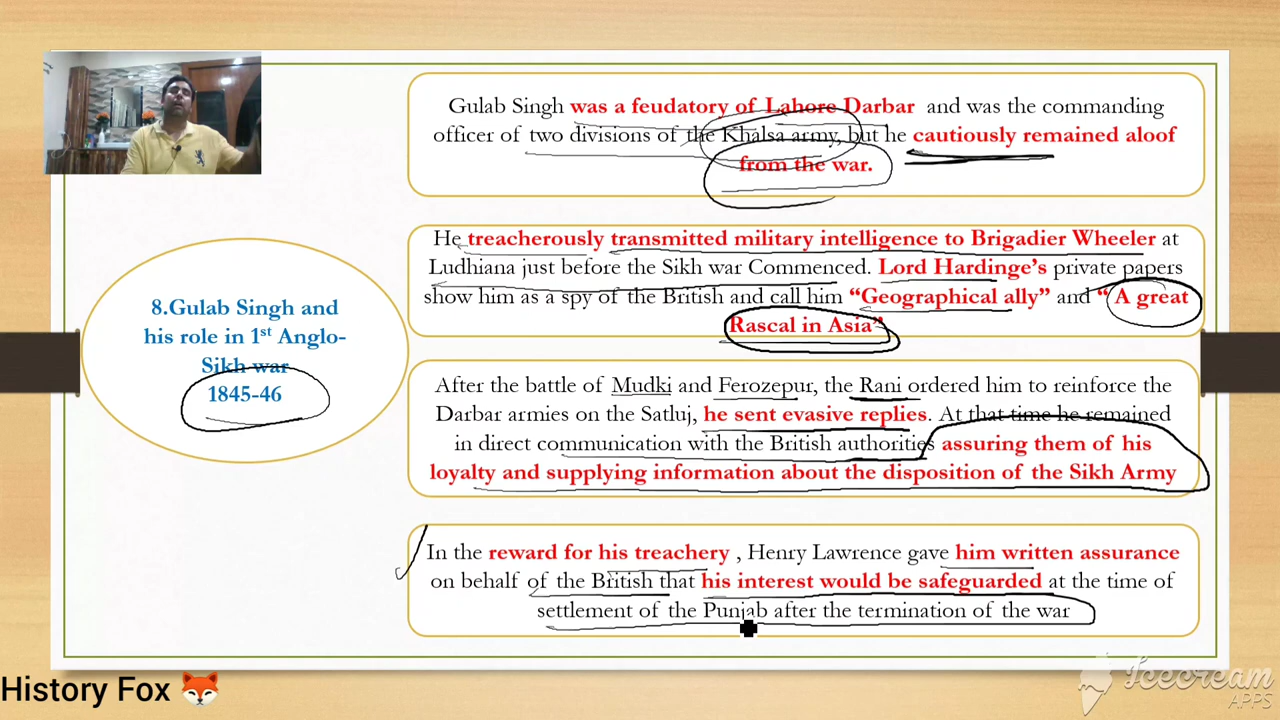 Gulab Singh was a feudatory of Lahore Darbar and was the commanding
officer of two divisions of the Khalsa army, but he cautiously remained aloof
from the war.
He treacherously transmitted military intelligence to Brigadier Wheeler at
Ludhiana just before the Sikh war Commenced. Lord Hardinge's private papers
show him as a spy of the British and call him “Geographical ally” and “ A great
Rascal in Asia”
8.Gulab Singh and
his role in 1st Anglo-
Sikh war
1845-46
After the battle of Mudki and Ferozepur, the Rani ordered him to reinforce the
Darbar armies on the Satluj, he sent evasive replies. At that time he remained
in direct communication with the British authorities assuring them of his
loyalty and supplying information about the disposition of the Sikh Army
In the reward for his treachery , Henry Lawrence gave him written assurance
on behalf of the British that his interest would be safeguarded at the time of
settlement of the Punjab after the termination of the war
History Fox
Icecream
APPS